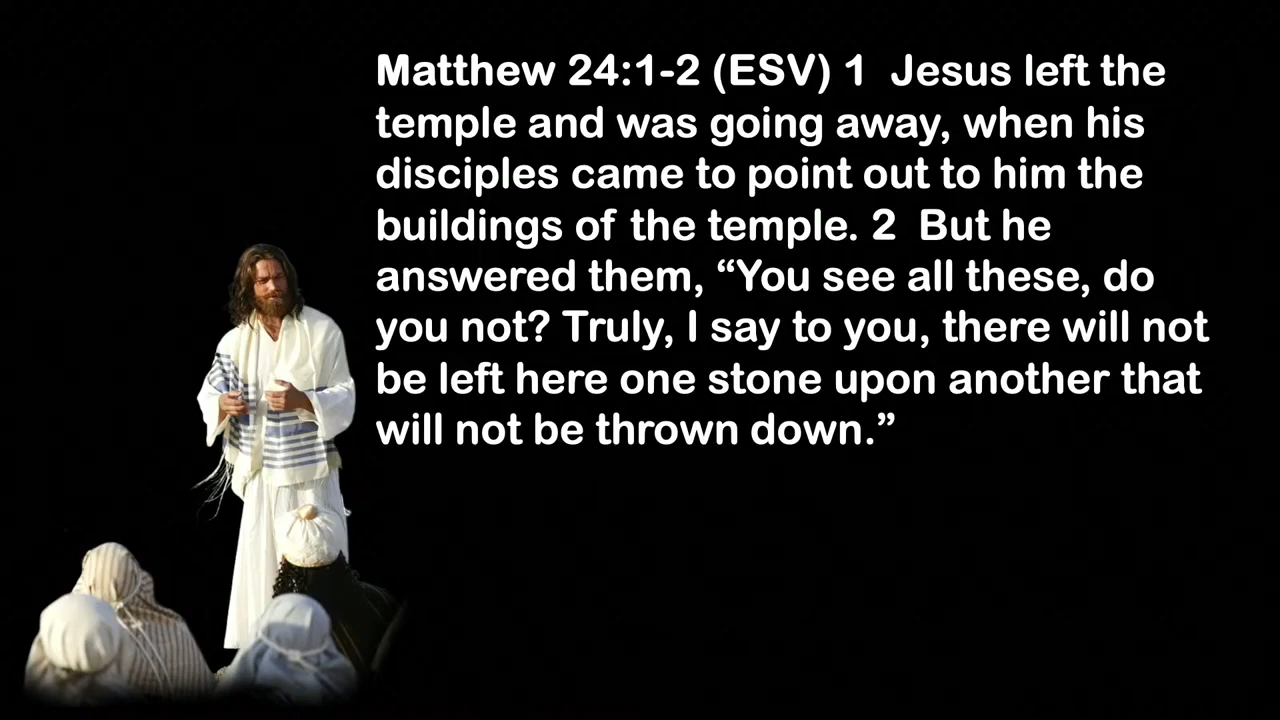 Matthew 24:1-2 (ESV) 1  Jesus left the
temple and was going away, when his
disciples came to point out to him the
buildings of the temple. 2  But he
answered them, “You see all these, do
you not? Truly, I say to you, there will not
be left here one stone upon another that
will not be thrown down.”